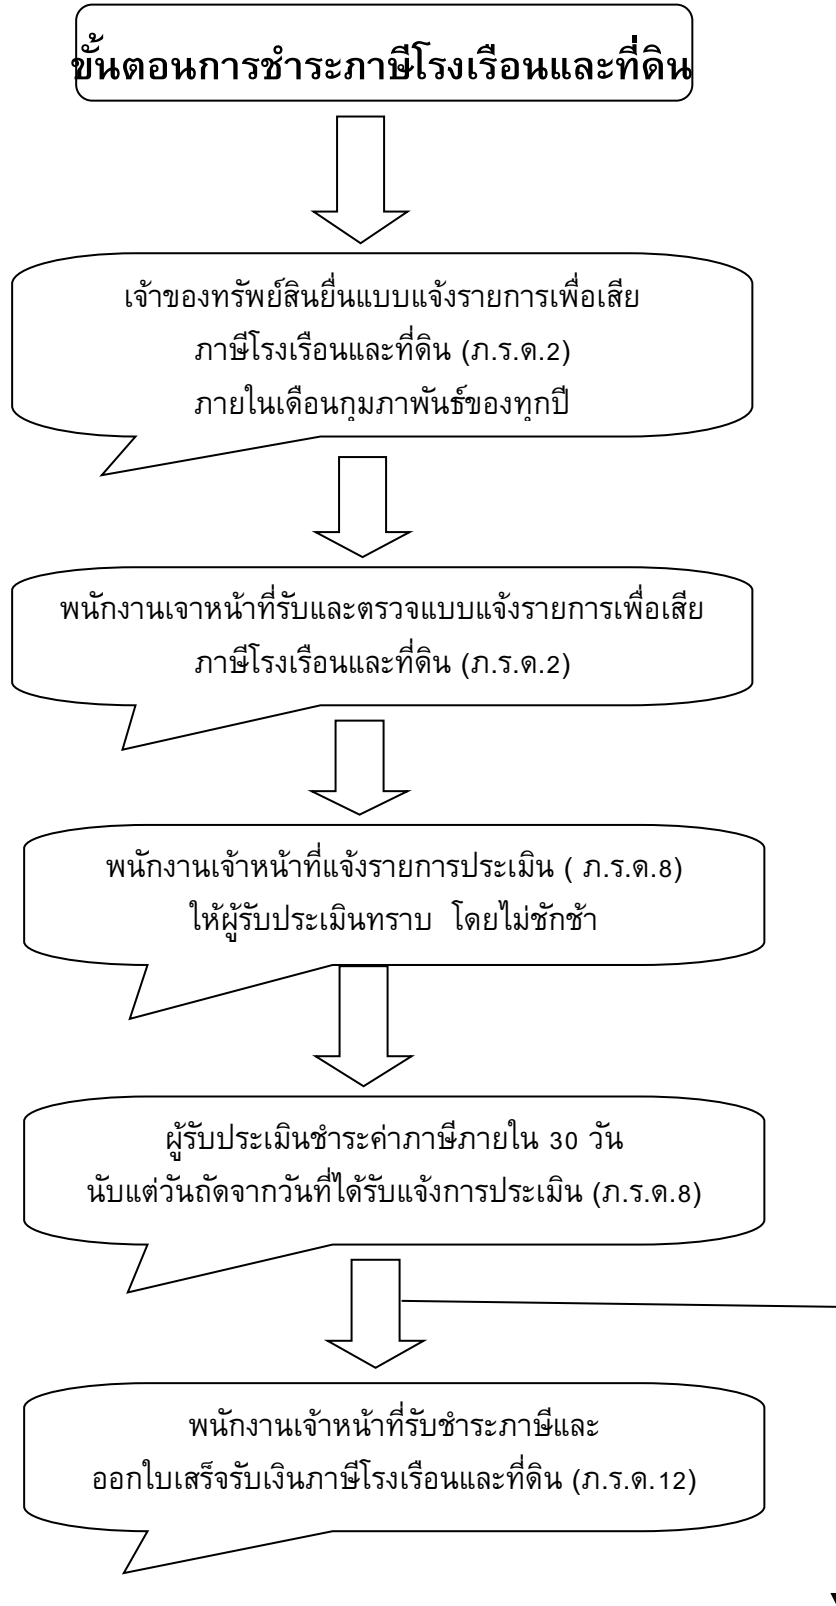 ขั้นตอนการชำระภาษีโรงเรือนและที่ดิน
เจ้าของทรัพย์สินยื่นแบบแจ้งรายการเพื่อเสีย
ภาษีโรงเรือนและที่ดิน (ภ.ร.ด.2)
ภายในเดือนกุมภาพันธ์ของทุกปี
พนักงานเจาหน้าที่รับและตรวจแบบแจ้งรายการเพื่อเสีย
ภาษีโรงเรือนและที่ดิน (ภ.ร.ด.2)
พนักงานเจ้าหน้าที่แจ้งรายการประเมิน ( ภ.ร.ด.8)
ให้ผู้รับประเมินทราบ โดยไม่ชักช้า
ผู้รับประเมินชำระค่าภาษีภายใน 30 วัน
นับแต่วันถัดจากวันที่ได้รับแจ้งการประเมิน (ภ.ร.ด.8)
พนักงานเจ้าหน้าที่รับชำระภาษีและ
ออกใบเสร็จรับเงินภาษีโรงเรือนและที่ดิน (ภ.ร.ด.12)